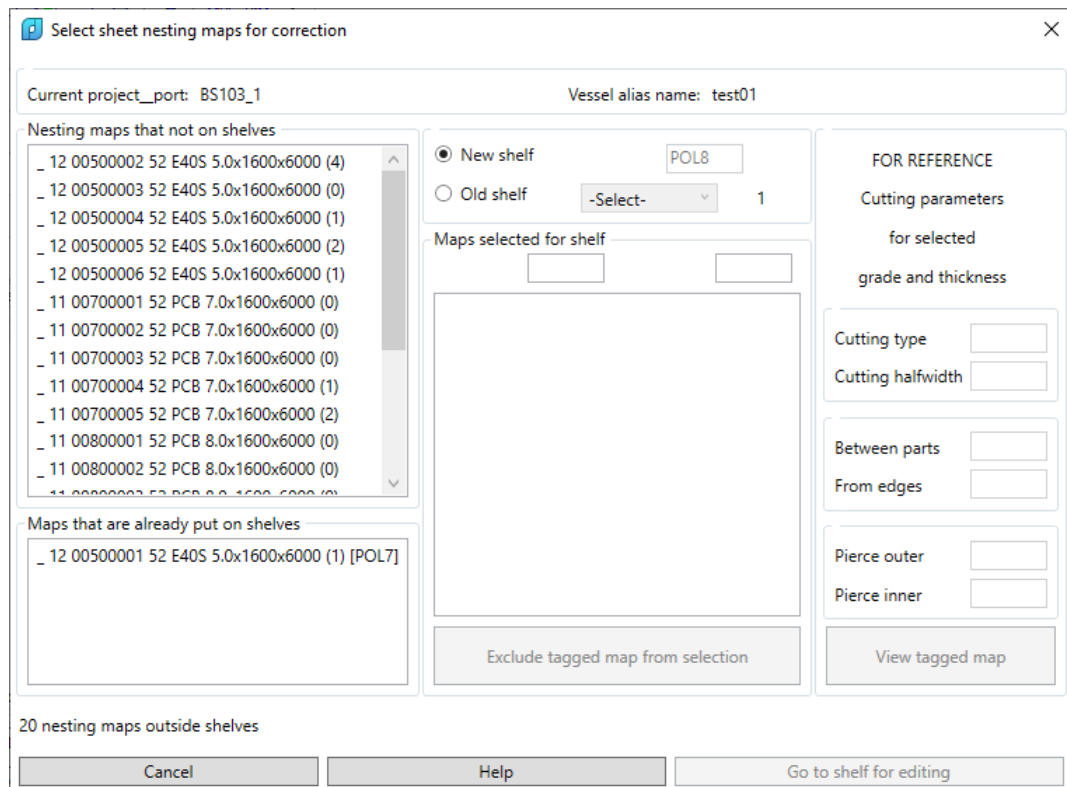 Select sheet nesting maps for correction
Current project__port: BS103_1
Vessel alias name: test01
Nesting maps that not on shelves
_ 12 00500002 52 E40S 5.0x1600x6000 (4)
_ 12 00500003 52 E40S 5.0x1600x6000 (0)
_ 12 00500004 52 E40S 5.0x1600x6000 (1)
_ 12 00500005 52 E40S 5.0x1600x6000 (2)
_ 12 00500006 52 E40S 5.0x1600x6000 (1)
_ 11 00700001 52 PCB 7.0x1600x6000 (0)
_ 11 00700002 52 PCB 7.0x1600x6000 (0)
_ 11 00700003 52 PCB 7.0x1600x6000 (0)
_ 11 00700004 52 PCB 7.0x1600x6000 (1)
_ 11 00700005 52 PCB 7.0x1600x6000 (2)
_ 11 00800001 52 PCB 8.0x1600x6000 (0)
_ 11 00800002 52 PCB 8.0x1600x6000 (0)
Maps that are already put on shelves
_ 12 00500001 52 E40S 5.0x1600x6000 (1) [POL7]
New shelf
POL8
Old shelf
-Select-
1
Maps selected for shelf
Exclude tagged map from selection
FOR REFERENCE
Cutting parameters
for selected
grade and thickness
Cutting type
Cutting halfwidth
Between parts
From edges
Pierce outer
Pierce inner
View tagged map
20 nesting maps outside shelves
Cancel
Help
Go to shelf for editing